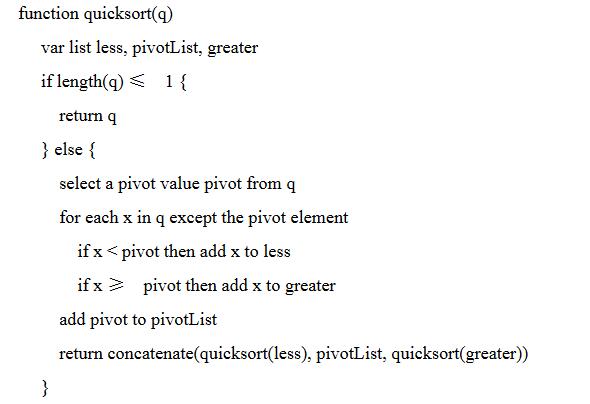 function quicksort(q)
var list less, pivotList, greater
if length(q) ⩽ 1 {
return q
} else {
select a pivot value pivot from q
for each x in q except the pivot element
if x < pivot then add x to less
if x ⩾ pivot then add x to greater
add pivot to pivotList
return concatenate(quicksort(less), pivotList, quicksort(greater))
}